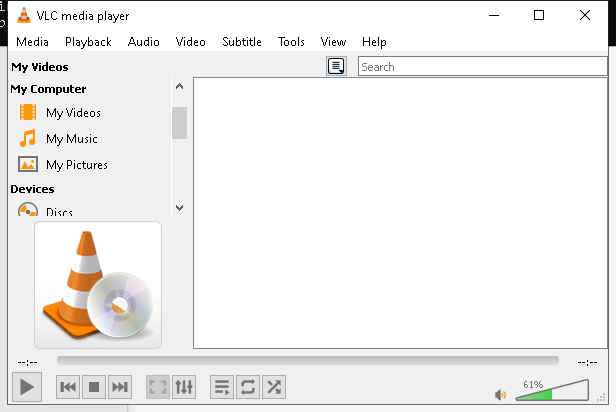 VLC media player
Media Playback Audio Video Subtitle Tools View Help
My Videos
Search
My Computer
My Videos
My Music
My Pictures
Devices
Discs
--:--
--:--
61%